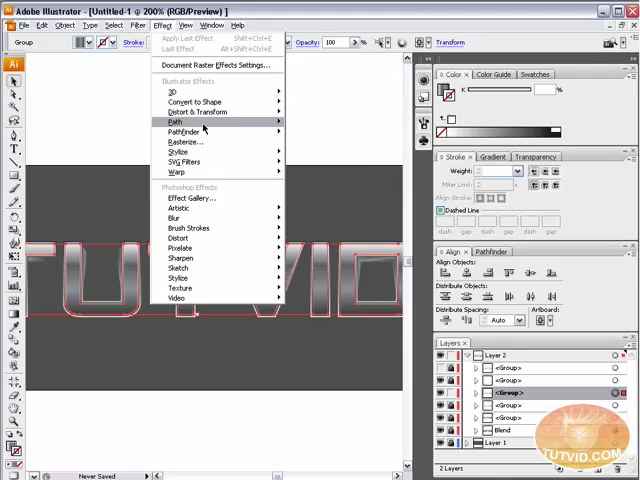 Adobe Illustrator - [Untitled-1 @ 200% (RGB/Preview)]
File Edit Object Type Select Filter Effect View Window Help
Group Stroke: Opacity: 100 % Transform
Apply Last Effect Shift+Ctrl+E
Last Effect Alt+Shift+Ctrl+E
Document Raster Effects Settings...
Illustrator Effects
3D
Convert to Shape
Distort & Transform
Path
Pathfinder
Rasterize...
Stylize
SVG Filters
Warp
Photoshop Effects
Effect Gallery...
Artistic
Blur
Brush Strokes
Distort
Pixelate
Sharpen
Sketch
Stylize
Texture
Video
Ai
T
Color Color Guide Swatches
K
%
Stroke Gradient Transparency
Weight:
Miter Limit:
Align Stroke:
Dashed Line
dash gap dash gap dash gap
Align Pathfinder
Align Objects:
Distribute Objects:
Distribute Spacing: Align To:
Auto Artboard:
Layers
Layer 2
<Group>
<Group>
<Group>
<Group>
<Group>
Blend
Layer 1
2 Layers
TUTVID.COM
Never Saved